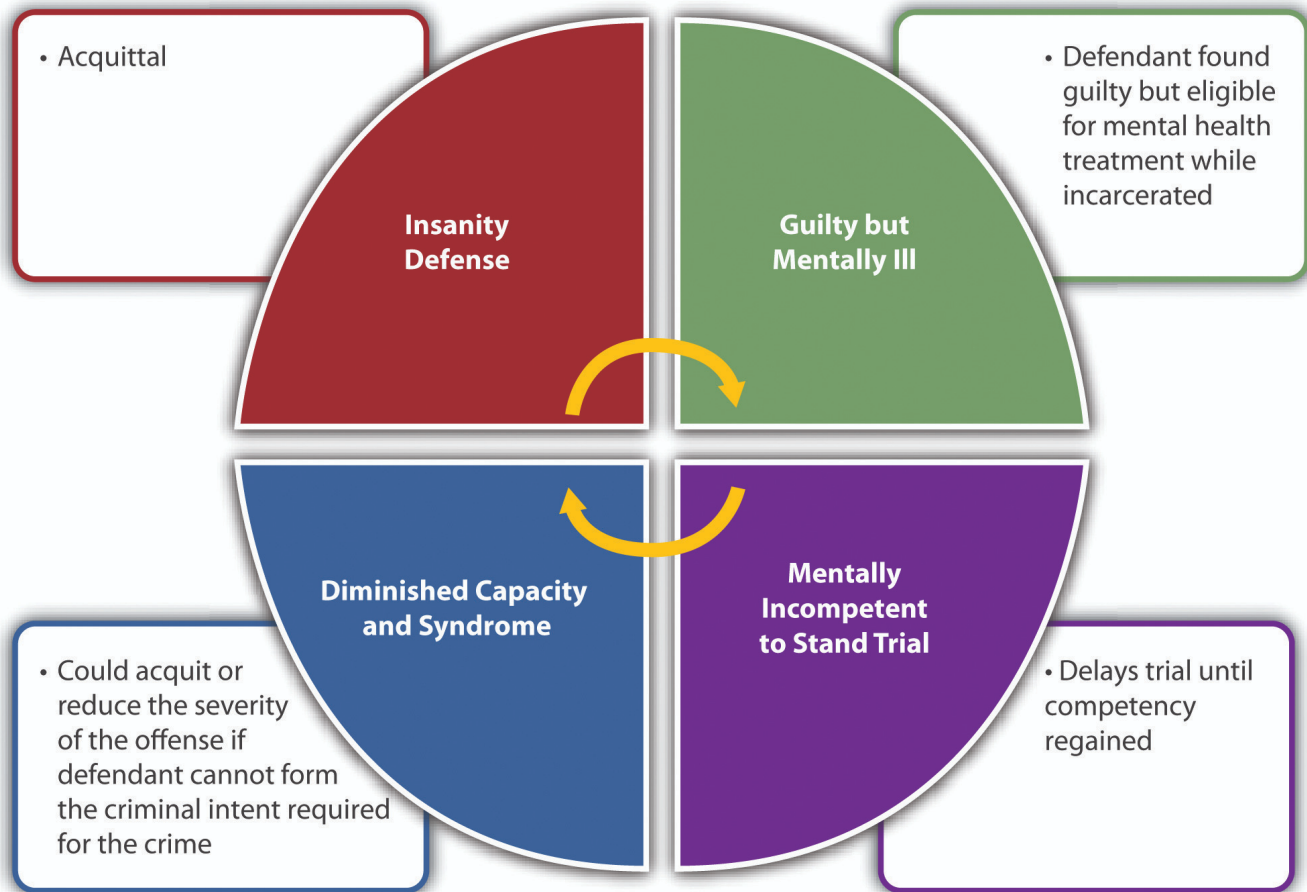 • Acquittal
Insanity
Defense
Guilty but
Mentally Ill
• Defendant found
guilty but eligible
for mental health
treatment while
incarcerated
Diminished Capacity
and Syndrome
• Could acquit or
reduce the severity
of the offense if
defendant cannot form
the criminal intent required
for the crime
Mentally
Incompetent
to Stand Trial
• Delays trial until
competency
regained